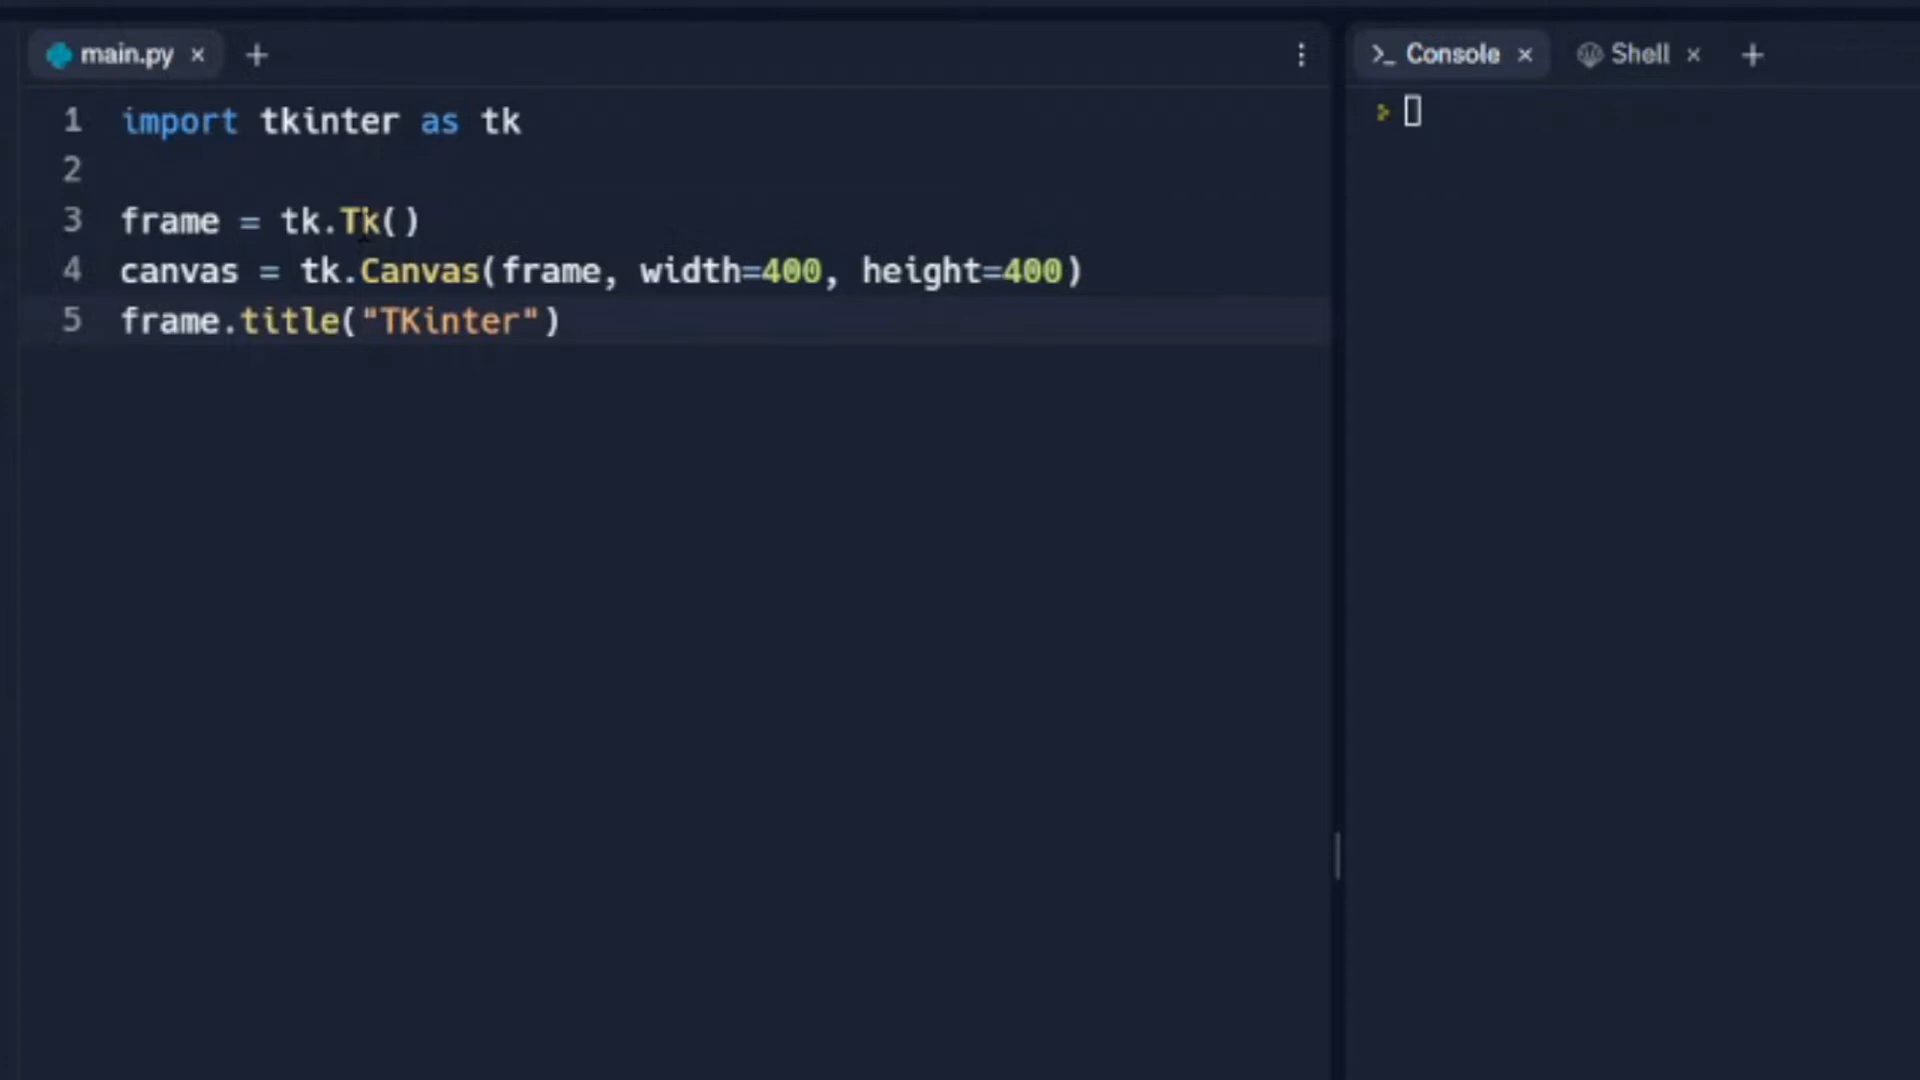 main.py × +
1 import tkinter as tk
2
3 frame = tk.Tk()
4 canvas = tk.Canvas(frame, width=400, height=400)
5 frame.title("TKinter")
>_ Console × Shell × +